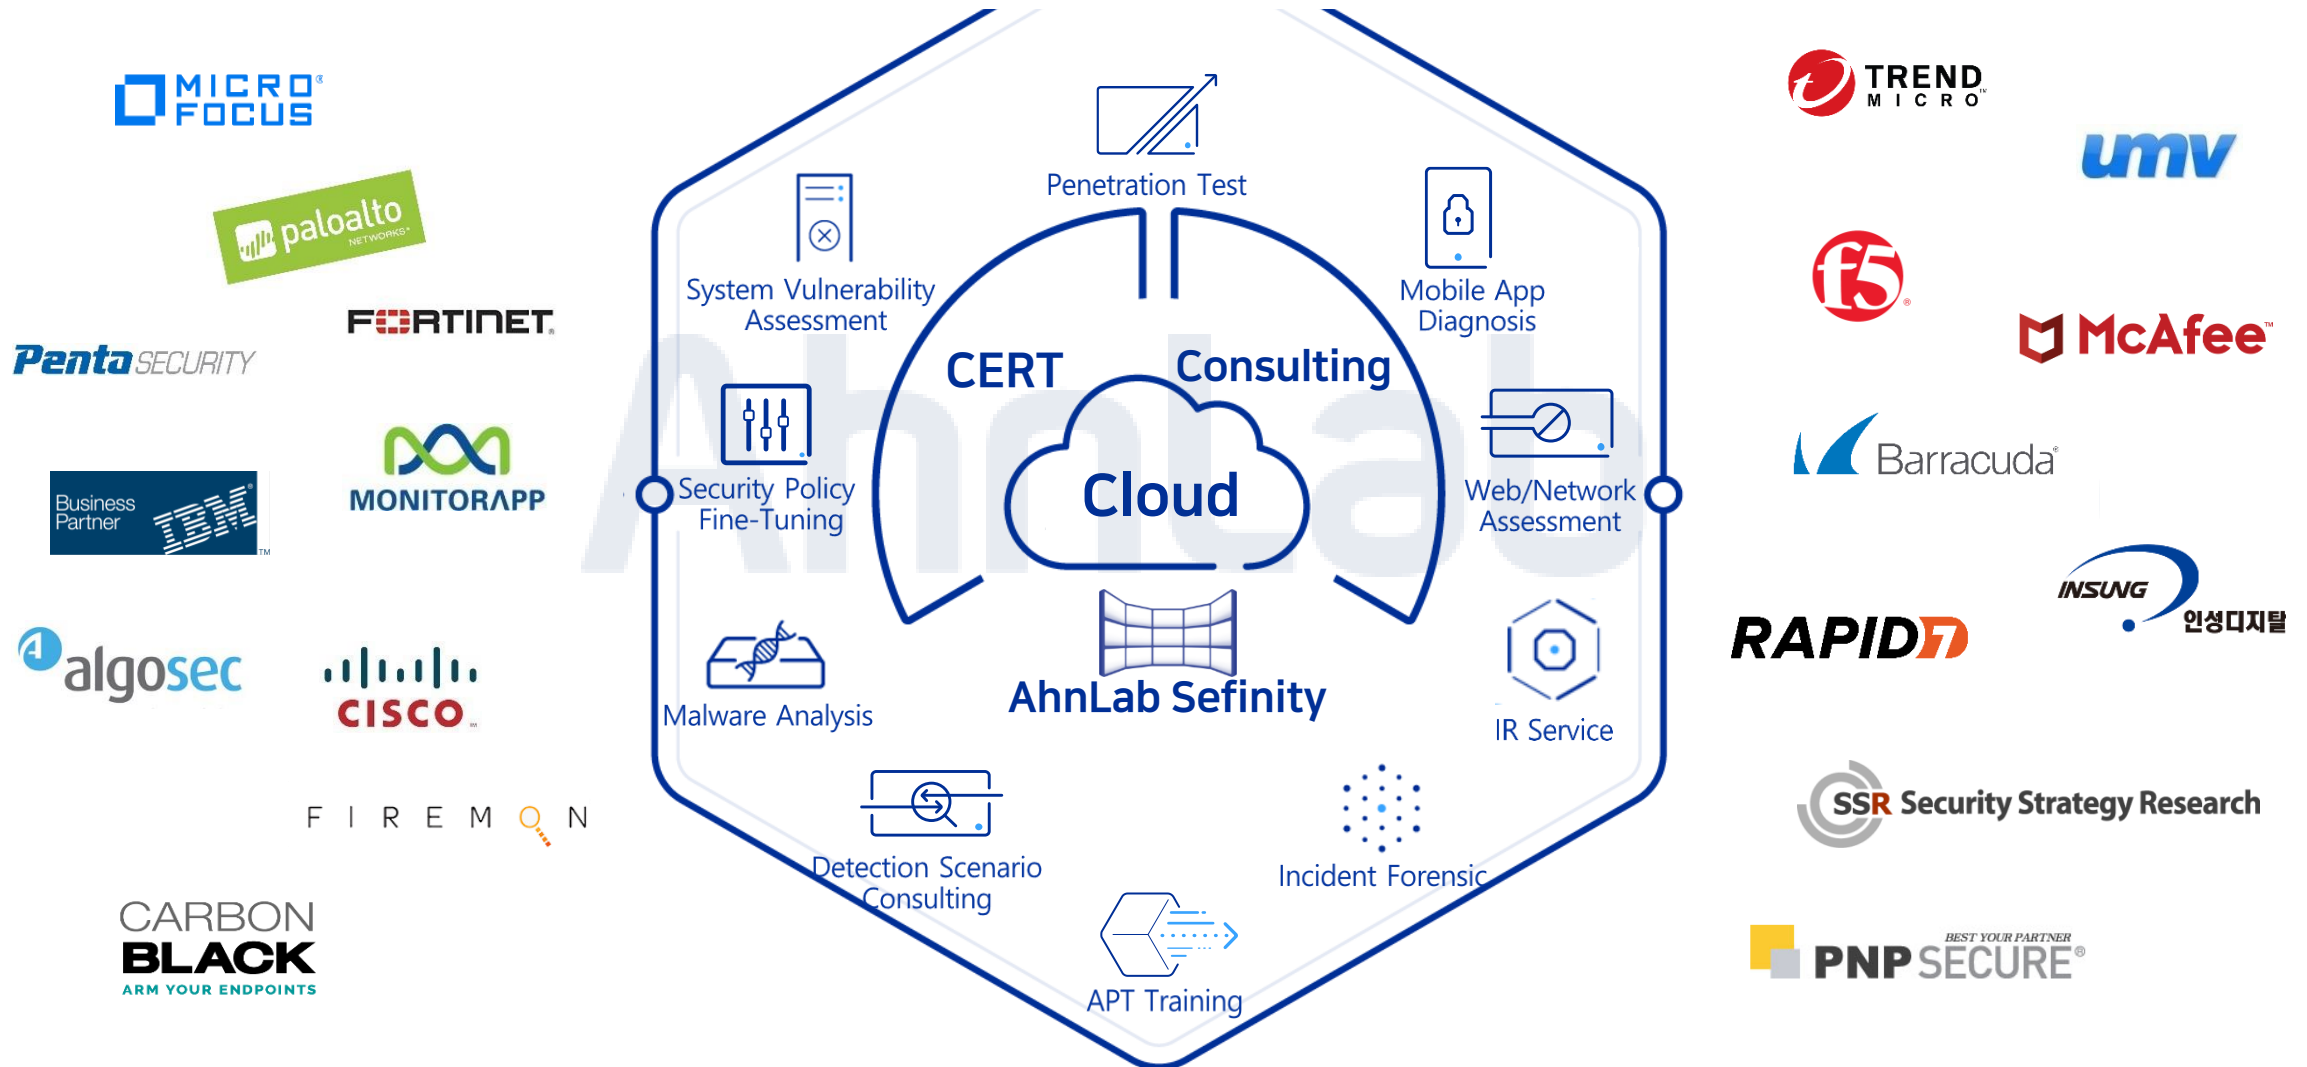 MICRO
FOCUS
paloalto
NETWORKS
FORTINET
Penta SECURITY
MONITORAPP
Business
Partner
IBM
algosec
CISCO
FIREMON
CARBON
BLACK
ARM YOUR ENDPOINTS
AhnLab
Penetration Test
System Vulnerability
Assessment
Mobile App
Diagnosis
CERT
Consulting
Cloud
Security Policy
Fine-Tuning
Web/Network
Assessment
AhnLab Sefinity
Malware Analysis
IR Service
Detection Scenario
Consulting
Incident Forensic
APT Training
TREND
MICRO
umv
f5
McAfee
Barracuda
INSUNG
인성디지탈
RAPID7
SSR Security Strategy Research
BEST YOUR PARTNER
PNP SECURE